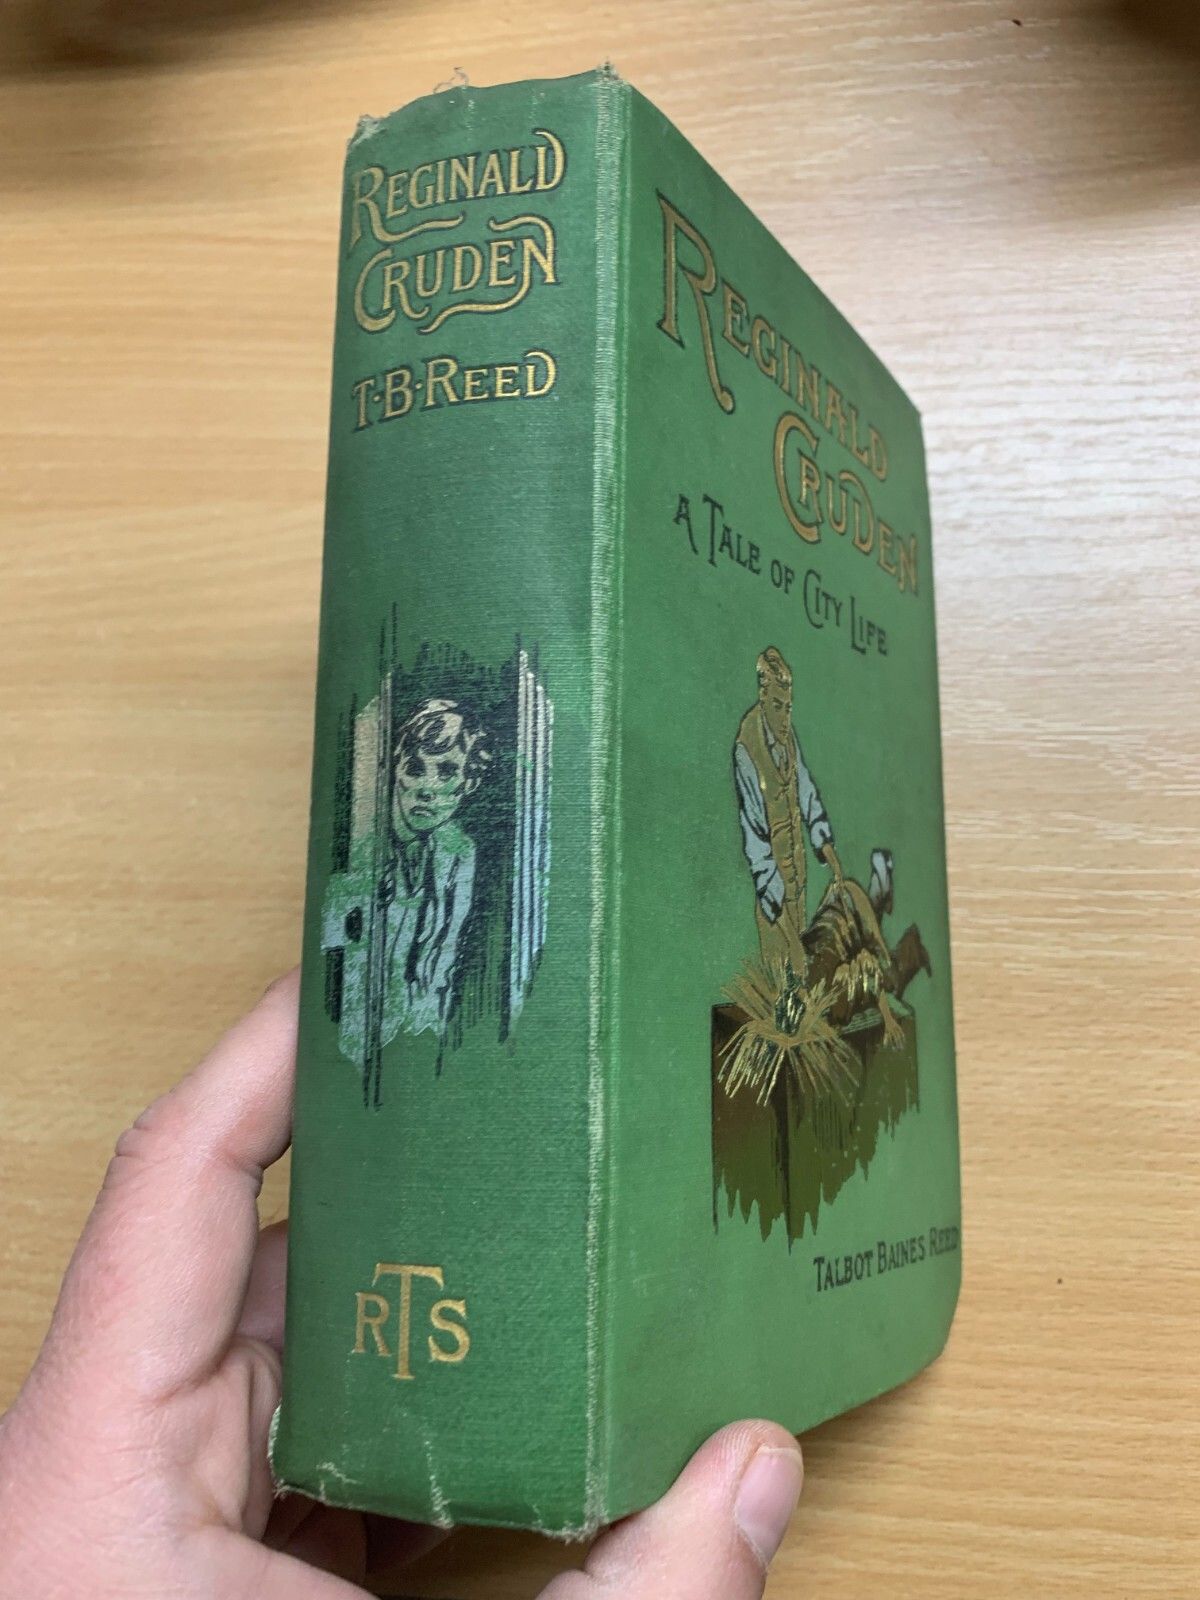 REGINALD
CRUDEN
T·B·REED
RTS
REGINALD
CRUDEN
A TALE OF CITY LIFE
TALBOT BAINES REED